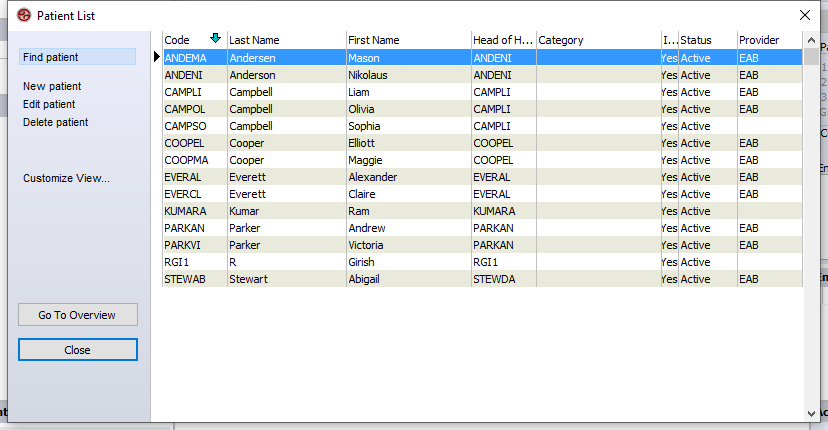 Patient List
Find patient
New patient
Edit patient
Delete patient
Customize View...
Go To Overview
Close
Code Last Name First Name Head of H... Category I... Status Provider
ANDEMA Andersen Mason ANDENI Yes Active EAB
ANDENI Anderson Nikolaus ANDENI Yes Active EAB
CAMPLI Campbell Liam CAMPLI Yes Active EAB
CAMPOL Campbell Olivia CAMPLI Yes Active EAB
CAMPSO Campbell Sophia CAMPLI Yes Active
COOPEL Cooper Elliott COOPEL Yes Active EAB
COOPMA Cooper Maggie COOPEL Yes Active EAB
EVERAL Everett Alexander EVERAL Yes Active EAB
EVERCL Everett Claire EVERAL Yes Active EAB
KUMARA Kumar Ram KUMARA Yes Active
PARKAN Parker Andrew PARKAN Yes Active EAB
PARKVI Parker Victoria PARKAN Yes Active EAB
RGI1 R Girish RGI1 Yes Active
STEWAB Stewart Abigail STEWDA Yes Active EAB